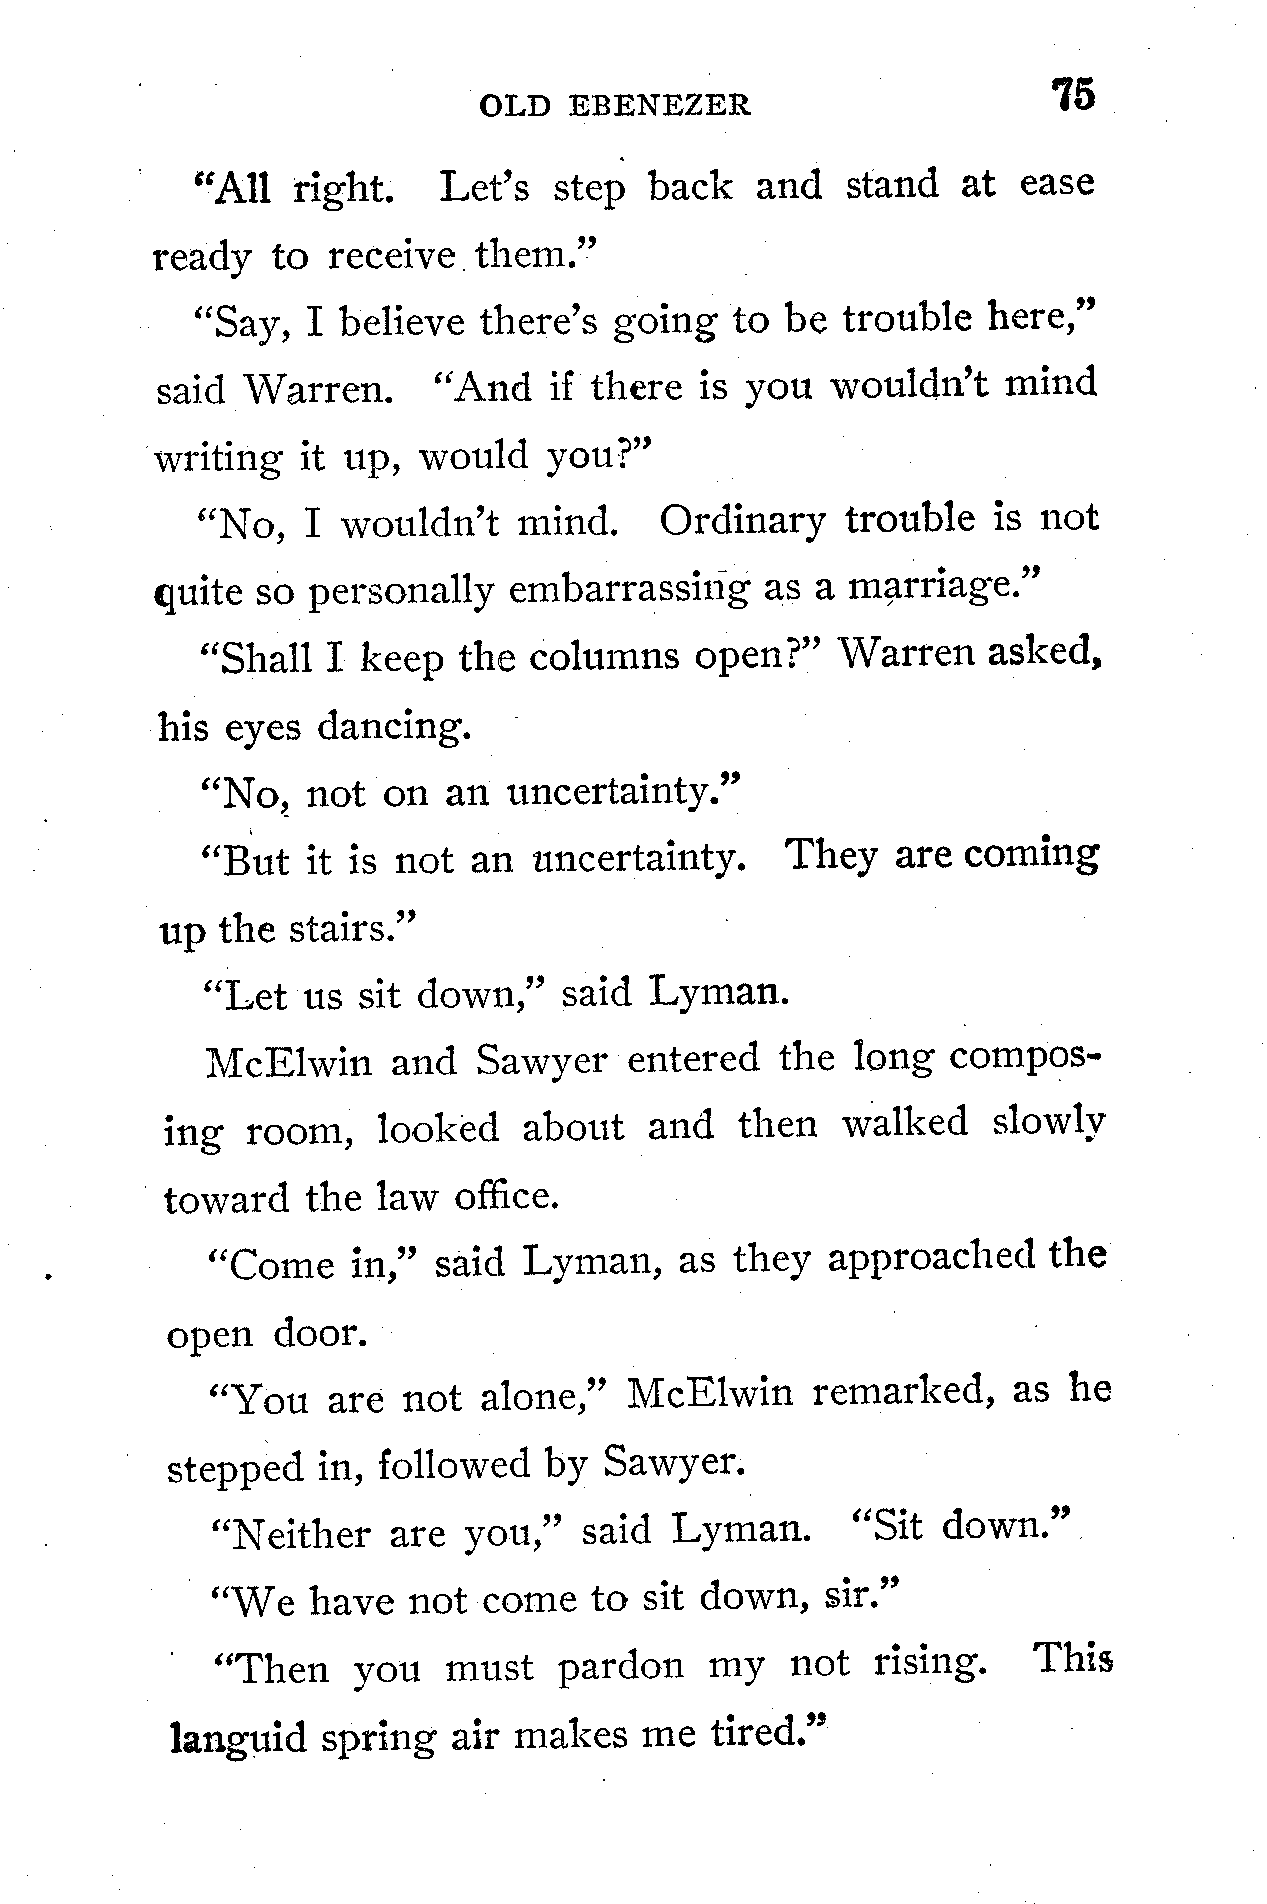 OLD EBENEZER 75
“All right. Let’s step back and stand at ease
ready to receive them.”
“Say, I believe there’s going to be trouble here,”
said Warren. “And if there is you wouldn’t mind
writing it up, would you?”
“No, I wouldn’t mind. Ordinary trouble is not
quite so personally embarrassing as a marriage.”
“Shall I keep the columns open?” Warren asked,
his eyes dancing.
“No, not on an uncertainty.”
“But it is not an uncertainty. They are coming
up the stairs.”
“Let us sit down,” said Lyman.
McElwin and Sawyer entered the long compos-
ing room, looked about and then walked slowly
toward the law office.
“Come in,” said Lyman, as they approached the
open door.
“You are not alone,” McElwin remarked, as he
stepped in, followed by Sawyer.
“Neither are you,” said Lyman. “Sit down.”
“We have not come to sit down, sir.”
“Then you must pardon my not rising. This
languid spring air makes me tired.”